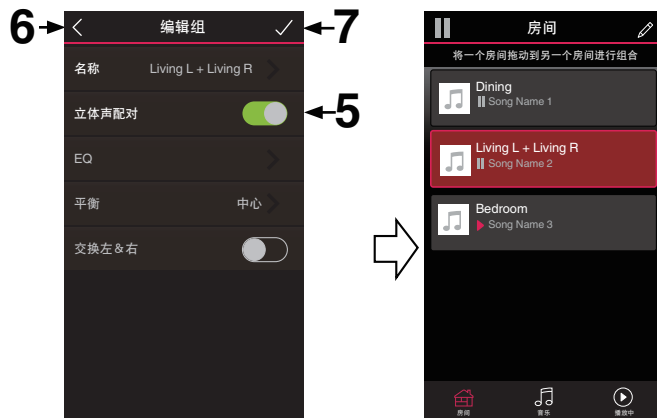 6
编辑组
7
名称
Living L + Living R
立体声配对
5
EQ
平衡
中心
交换左&右
房间
将一个房间拖动到另一个房间进行组合
Dining
Song Name 1
Living L + Living R
Song Name 2
Bedroom
Song Name 3
房间
音乐
播放中